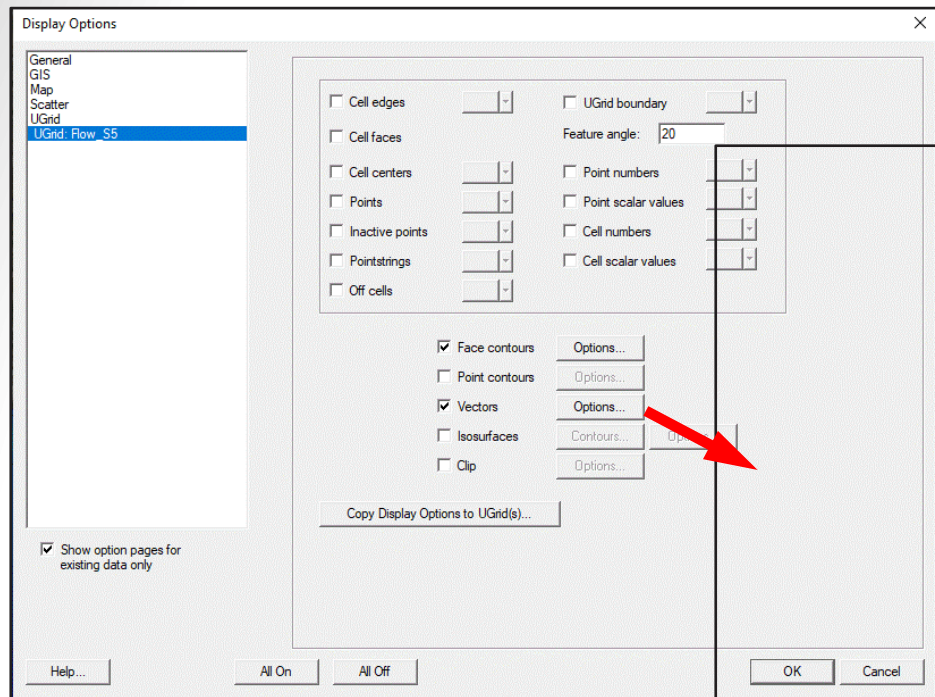 Display Options
General
GIS
Map
Scatter
UGrid
UGrid: Flow_S5
Cell edges
UGrid boundary
Cell faces
Feature angle: 20
Cell centers
Point numbers
Points
Point scalar values
Inactive points
Cell numbers
Pointstrings
Cell scalar values
Off cells
Face contours Options...
Point contours Options...
Vectors Options...
Isosurfaces Contours...
Clip Options...
Copy Display Options to UGrid(s)...
Show option pages for
existing data only
Help... All On All Off OK Cancel